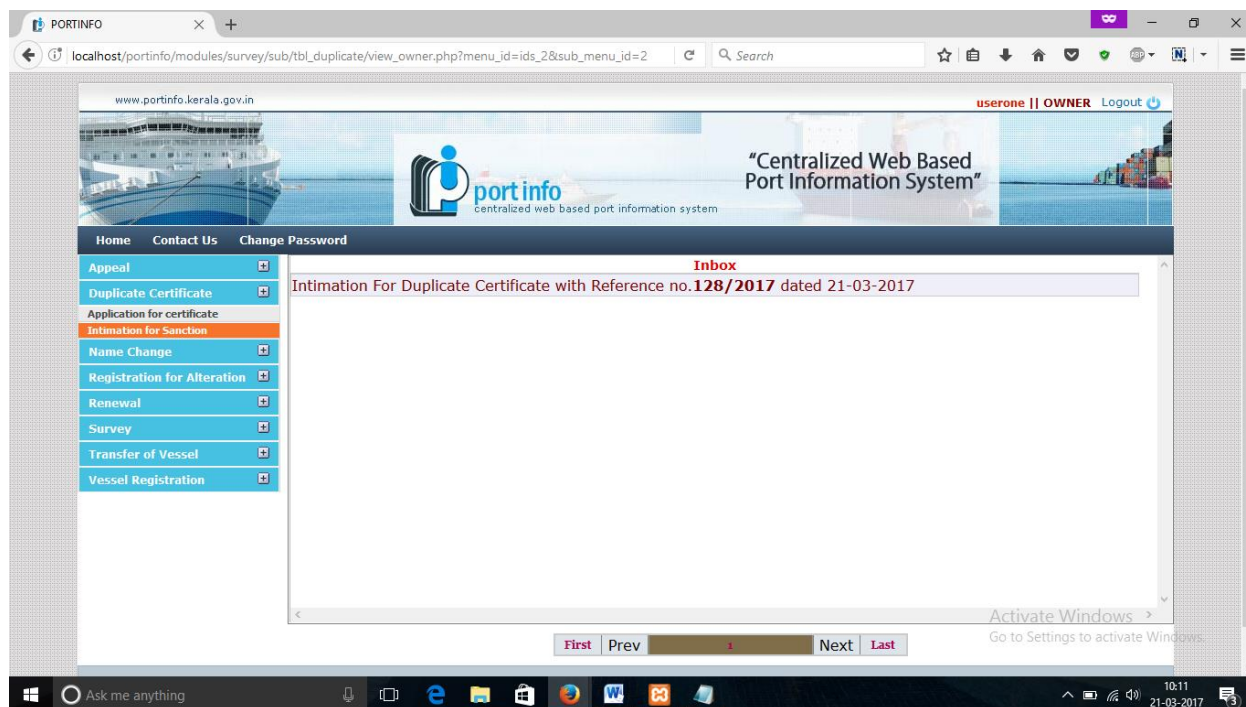 PORTINFO
localhost/portinfo/modules/survey/sub/tbl_duplicate/view_owner.php?menu_id=ids_2&sub_menu_id=2
Search
www.portinfo.kerala.gov.in
userone || OWNER Logout
port info
centralized web based port information system
"Centralized Web Based
Port Information System"
Home Contact Us Change Password
Appeal
Duplicate Certificate
Application for certificate
Intimation for Sanction
Name Change
Registration for Alteration
Renewal
Survey
Transfer of Vessel
Vessel Registration
Inbox
Intimation For Duplicate Certificate with Reference no.128/2017 dated 21-03-2017
First Prev 1 Next Last
Activate Windows
Go to Settings to activate Windows.
Ask me anything
10:11
21-03-2017
3